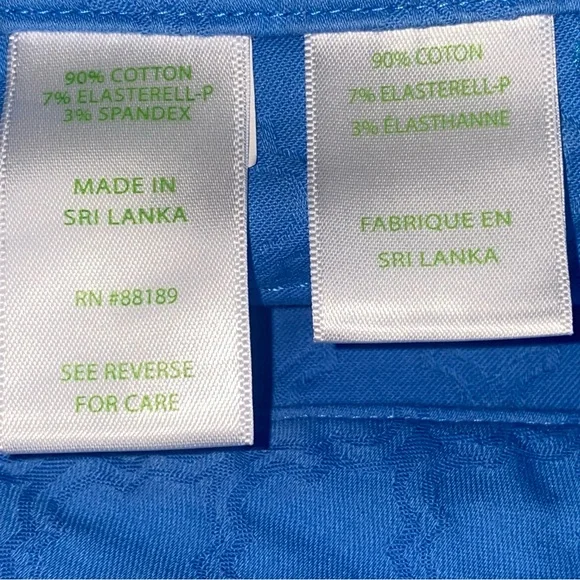 90% COTTON
7% ELASTERELL-P
3% SPANDEX
MADE IN
SRI LANKA
RN #88189
SEE REVERSE
FOR CARE
90% COTON
7% ELASTERELL-P
3% ELASTHANNE
FABRIQUE EN
SRI LANKA